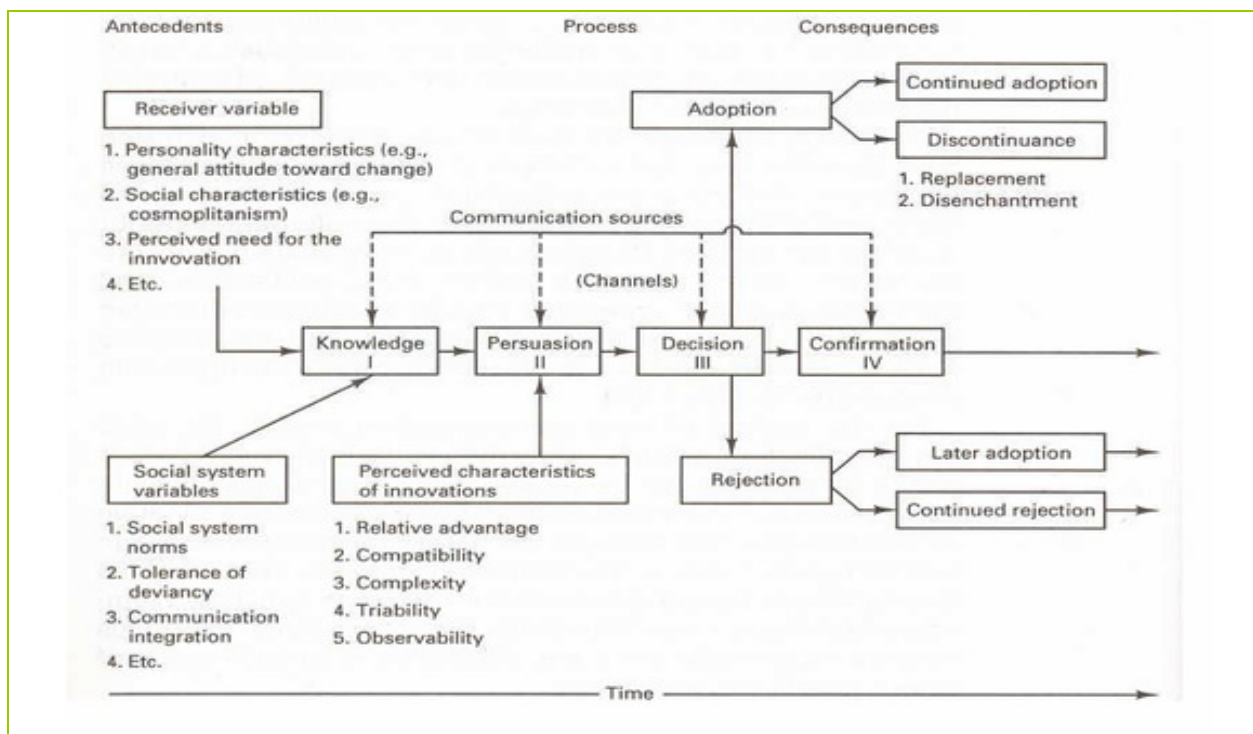 Antecedents
Process
Consequences
Receiver variable
1. Personality characteristics (e.g.,
general attitude toward change)
2. Social characteristics (e.g.,
cosmoplitanism)
3. Perceived need for the
innvovation
4. Etc.
Adoption
Continued adoption
Discontinuance
1. Replacement
2. Disenchantment
Communication sources
(Channels)
Knowledge
I
Persuasion
II
Decision
III
Confirmation
IV
Social system
variables
1. Social system
norms
2. Tolerance of
deviancy
3. Communication
integration
4. Etc.
Perceived characteristics
of innovations
1. Relative advantage
2. Compatibility
3. Complexity
4. Triability
5. Observability
Rejection
Later adoption
Continued rejection
Time